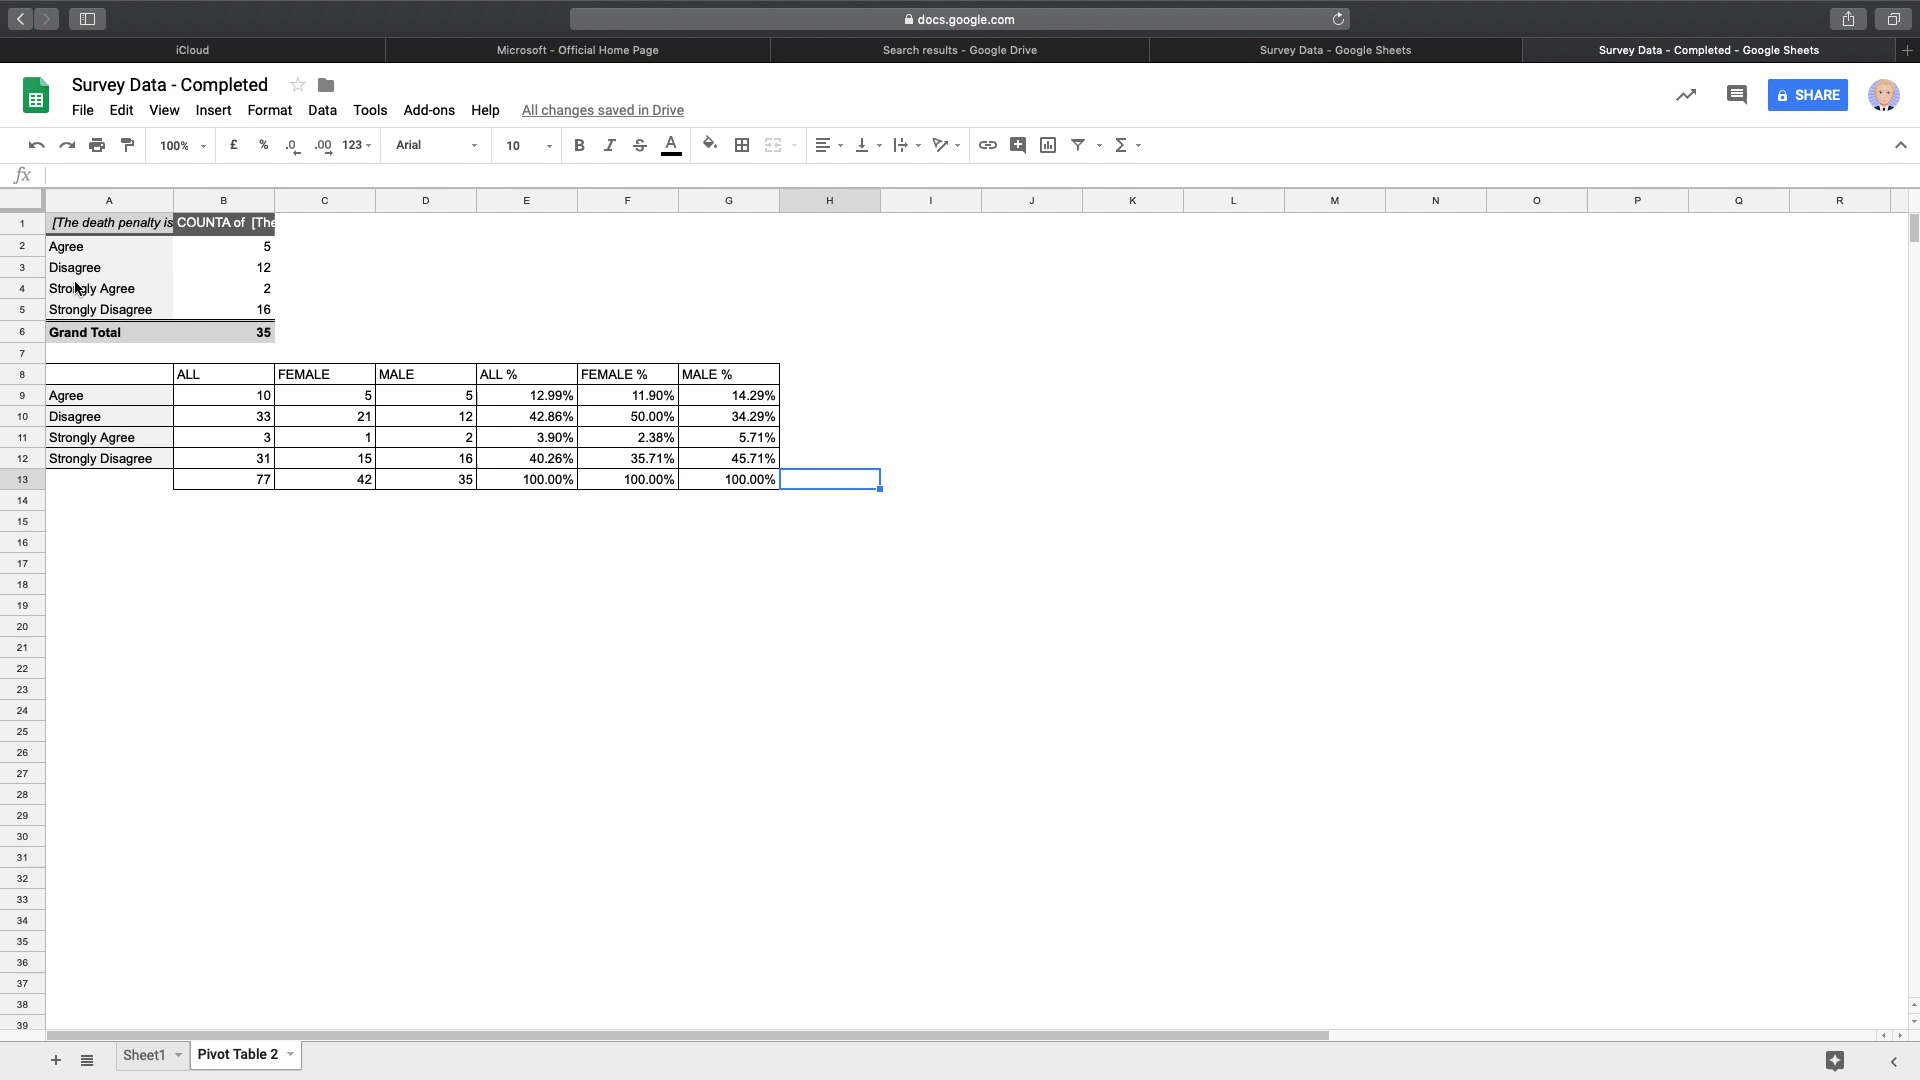 docs.google.com
iCloud
Microsoft - Official Home Page
Search results - Google Drive
Survey Data - Google Sheets
Survey Data - Completed - Google Sheets
Survey Data - Completed
File Edit View Insert Format Data Tools Add-ons Help All changes saved in Drive
SHARE
100% £ % .0 .00 123 Arial 10 B I S A Σ
fx
A B C D E F G H I J K L M N O P Q R
1 [The death penalty is COUNTA of [The
2 Agree 5
3 Disagree 12
4 Strongly Agree 2
5 Strongly Disagree 16
6 Grand Total 35
7
8 ALL FEMALE MALE ALL % FEMALE % MALE %
9 Agree 10 5 5 12.99% 11.90% 14.29%
10 Disagree 33 21 12 42.86% 50.00% 34.29%
11 Strongly Agree 3 1 2 3.90% 2.38% 5.71%
12 Strongly Disagree 31 15 16 40.26% 35.71% 45.71%
13 77 42 35 100.00% 100.00% 100.00%
14
15
16
17
18
19
20
21
22
23
24
25
26
27
28
29
30
31
32
33
34
35
36
37
38
39
Sheet1 Pivot Table 2